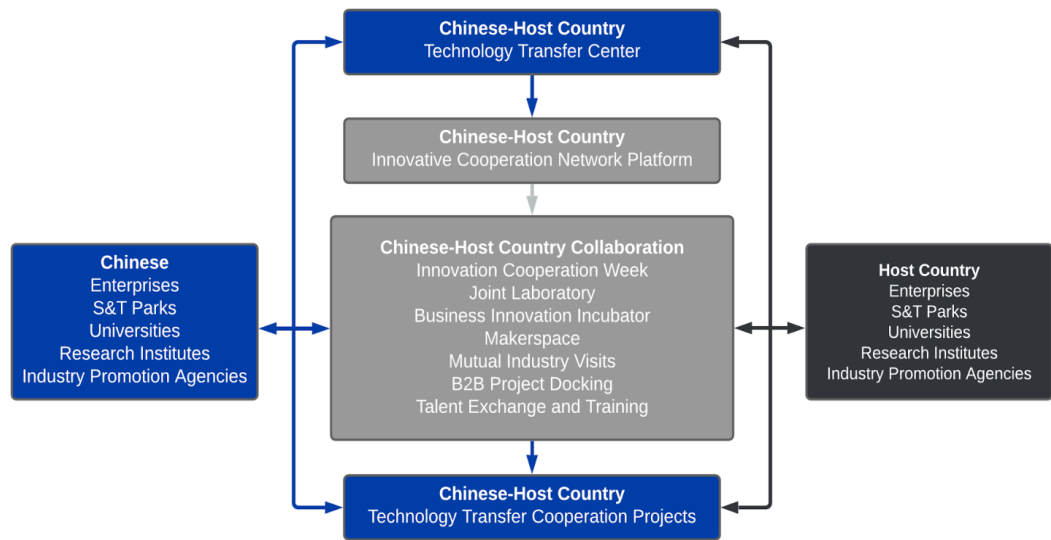 Chinese-Host Country
Technology Transfer Center
Chinese-Host Country
Innovative Cooperation Network Platform
Chinese
Enterprises
S&T Parks
Universities
Research Institutes
Industry Promotion Agencies
Chinese-Host Country Collaboration
Innovation Cooperation Week
Joint Laboratory
Business Innovation Incubator
Makerspace
Mutual Industry Visits
B2B Project Docking
Talent Exchange and Training
Host Country
Enterprises
S&T Parks
Universities
Research Institutes
Industry Promotion Agencies
Chinese-Host Country
Technology Transfer Cooperation Projects